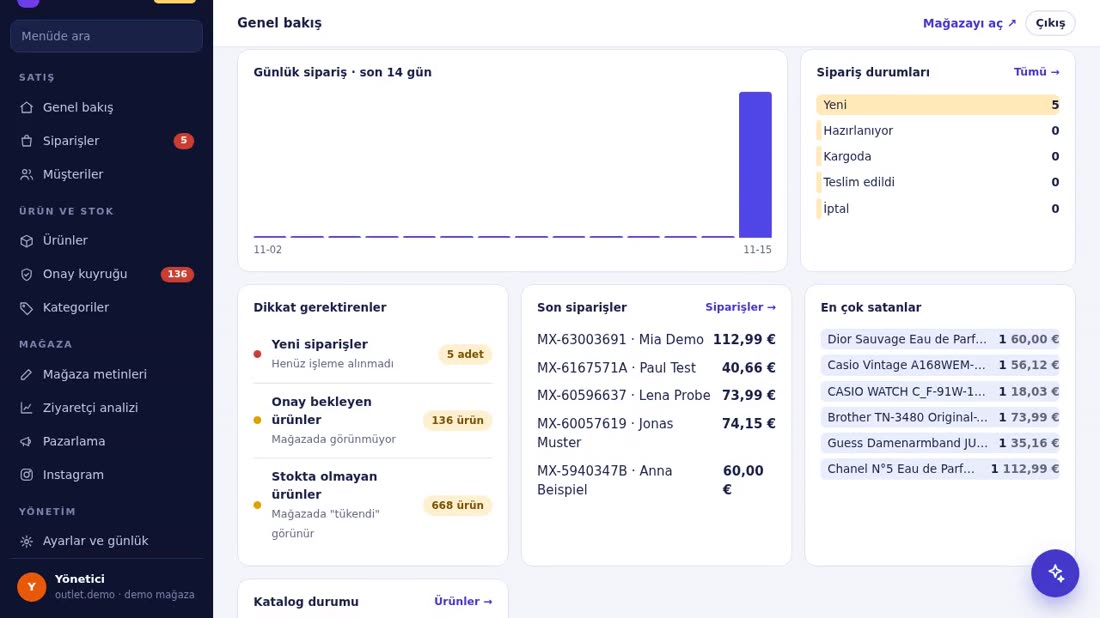 Menüde ara
SATIŞ
Genel bakış
Siparişler 5
Müşteriler
ÜRÜN VE STOK
Ürünler
Onay kuyruğu 136
Kategoriler
MAĞAZA
Mağaza metinleri
Ziyaretçi analizi
Pazarlama
Instagram
YÖNETİM
Ayarlar ve günlük
Y
Yönetici
outlet.demo · demo mağaza
Genel bakış
Mağazayı aç ↗
Çıkış
Günlük sipariş · son 14 gün
11-02
11-15
Sipariş durumları
Tümü →
Yeni 5
Hazırlanıyor 0
Kargoda 0
Teslim edildi 0
İptal 0
Dikkat gerektirenler
Yeni siparişler
Henüz işleme alınmadı
5 adet
Onay bekleyen
ürünler
Mağazada görünmüyor
136 ürün
Stokta olmayan
ürünler
Mağazada "tükendi"
görünür
668 ürün
Son siparişler
Siparişler →
MX-63003691 · Mia Demo 112,99 €
MX-6167571A · Paul Test 40,66 €
MX-60596637 · Lena Probe 73,99 €
MX-60057619 · Jonas 74,15 €
Muster
MX-5940347B · Anna 60,00
Beispiel €
En çok satanlar
Dior Sauvage Eau de Parf… 1 60,00 €
Casio Vintage A168WEM-… 1 56,12 €
CASIO WATCH C_F-91W-1… 1 18,03 €
Brother TN-3480 Original-… 1 73,99 €
Guess Damenarmband JU… 1 35,16 €
Chanel N°5 Eau de Parf… 1 112,99 €
Katalog durumu
Ürünler →